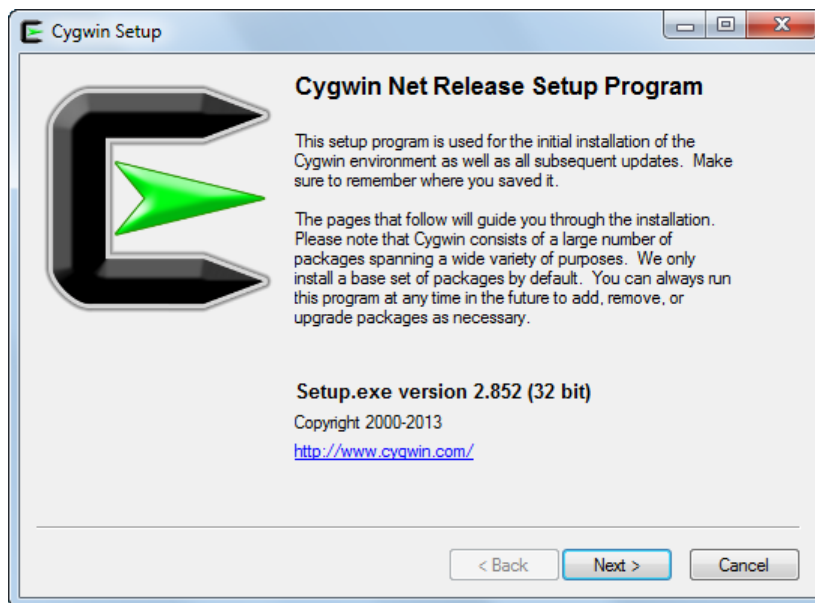 Cygwin Setup
Cygwin Net Release Setup Program
This setup program is used for the initial installation of the
Cygwin environment as well as all subsequent updates.  Make
sure to remember where you saved it.
The pages that follow will guide you through the installation.
Please note that Cygwin consists of a large number of
packages spanning a wide variety of purposes.  We only
install a base set of packages by default.  You can always run
this program at any time in the future to add, remove, or
upgrade packages as necessary.
Setup.exe version 2.852 (32 bit)
Copyright 2000-2013
http://www.cygwin.com/
< Back
Next >
Cancel